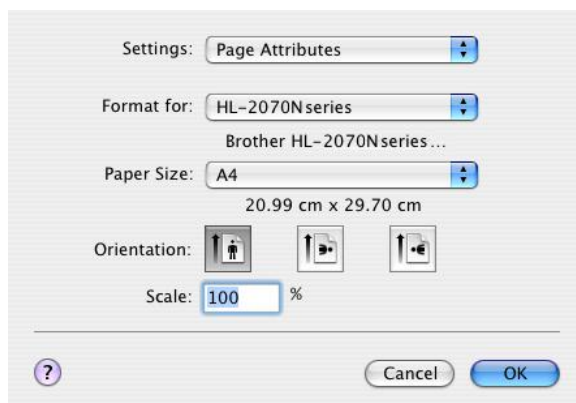 Settings: Page Attributes
Format for: HL-2070N series
Brother HL-2070N series...
Paper Size: A4
20.99 cm x 29.70 cm
Orientation:
Scale: 100 %
? Cancel OK